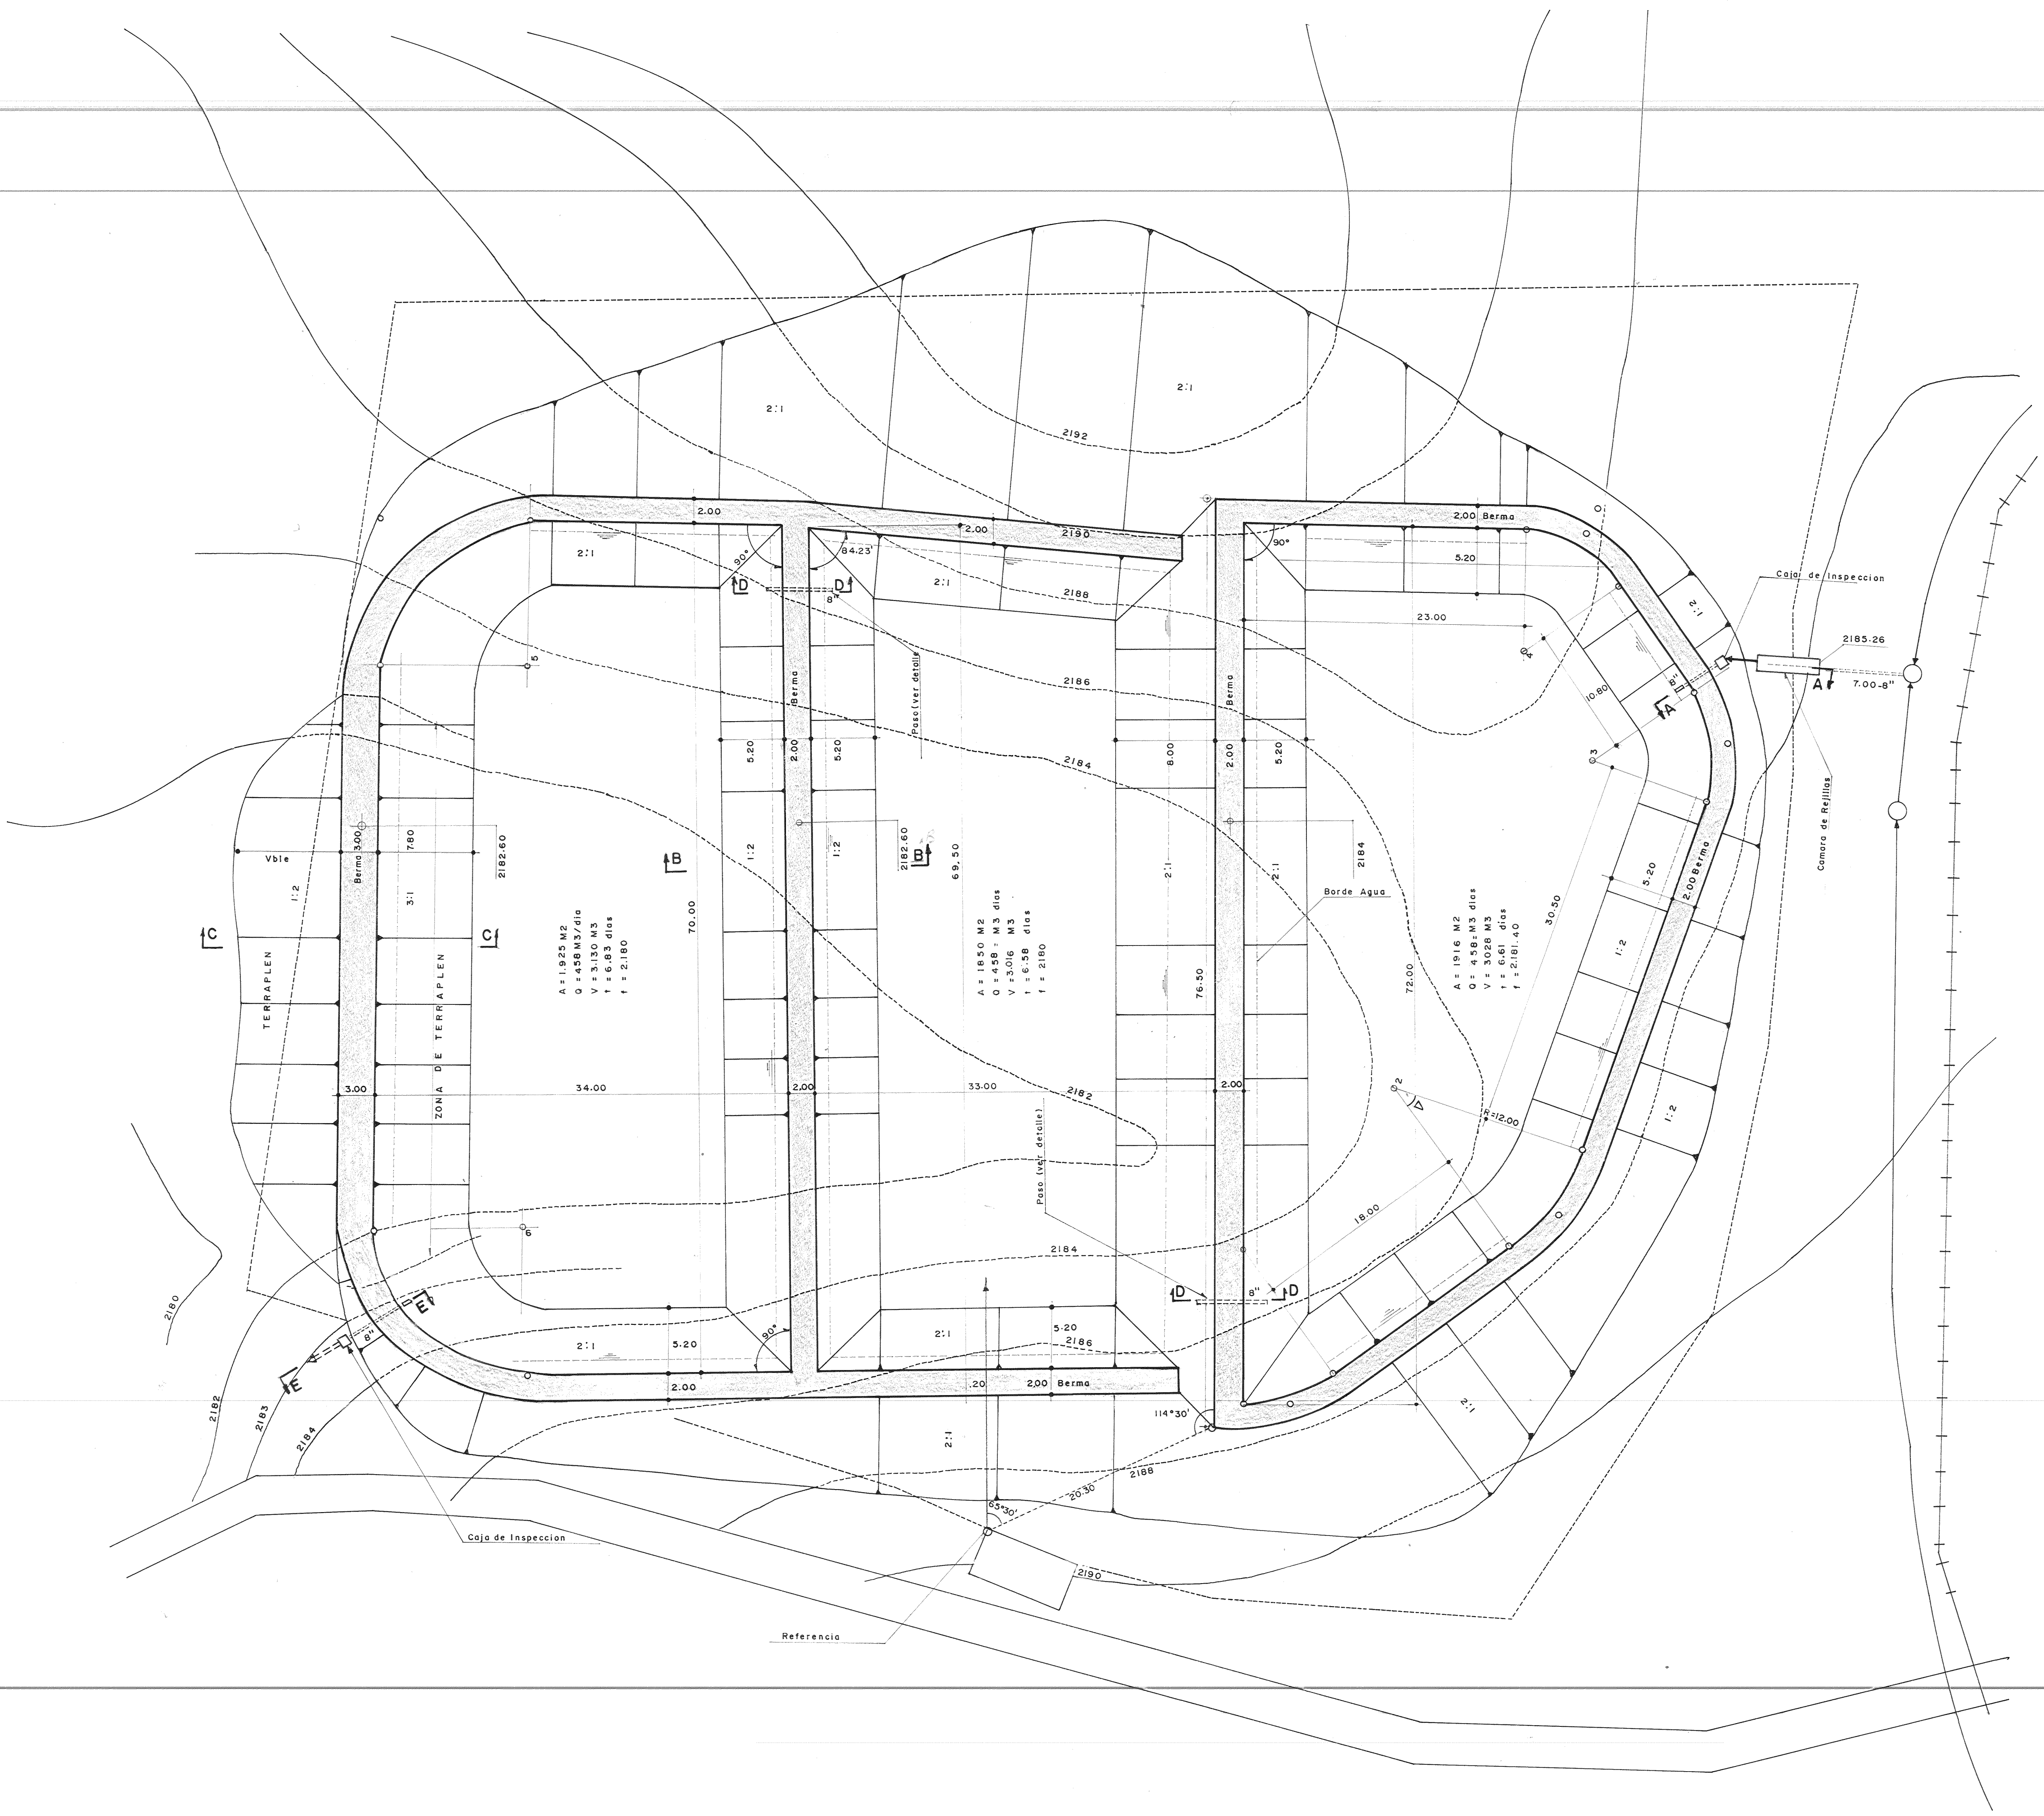 2192
2:1
2:1
2.00
2.00
2190
2.00 Berma
90°
84.23'
90°
2:1
2:1
5.20
D
D
8"
2188
Caja de Inspeccion
1:2
2185.26
23.00
4
5
Berma
Paso (ver detalle
2186
Berma
10.80
8"
A
A
7.00-8"
3
5.20
2.00
5.20
2184
8.00
2.00
5.20
Camara de Rejillas
Vble
1:2
Berma 3.00
7.80
3:1
2182.60
B
1:2
1:2
2182.60
B
69.50
2:1
2:1
2184
Borde Agua
5.20
2.00 Berma
30.50
1:2
C
C
TERRAPLEN
ZONA DE TERRAPLEN
A = 1.925 M2
Q = 458 M3/dia
V = 3.130 M3
t = 6.83 dias
f = 2.180
70.00
A = 1850 M2
Q = 458 = M3 dias
V = 3.016 M3
t = 6.58 dias
f = 2180
76.50
72.00
A = 1916 M2
Q = 458 = M3 dias
V = 3028 M3
t = 6.61 dias
f = 2.181.40
3.00
34.00
2.00
33.00
2182
2.00
2
Δ
R=12.00
1:2
Paso (ver detalle)
6
18.00
2184
D
8"
D
2180
E
8"
E
2:1
5.20
90°
2:1
5.20
2186
2.00
.20
2.00 Berma
114°30'
1
2:1
2182
2183
2184
2:1
2188
20.30
65°30'
Caja de Inspeccion
2190
Referencia